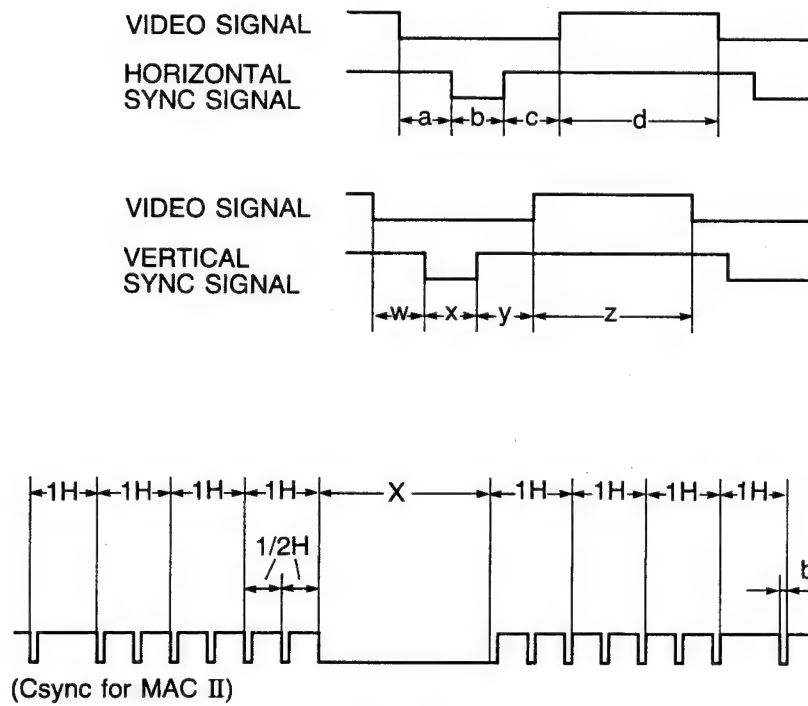 VIDEO SIGNAL
HORIZONTAL
SYNC SIGNAL
a b c d
VIDEO SIGNAL
VERTICAL
SYNC SIGNAL
w x y z
1H 1H 1H 1H X 1H 1H 1H 1H
1/2H
b
(Csync for MAC II)